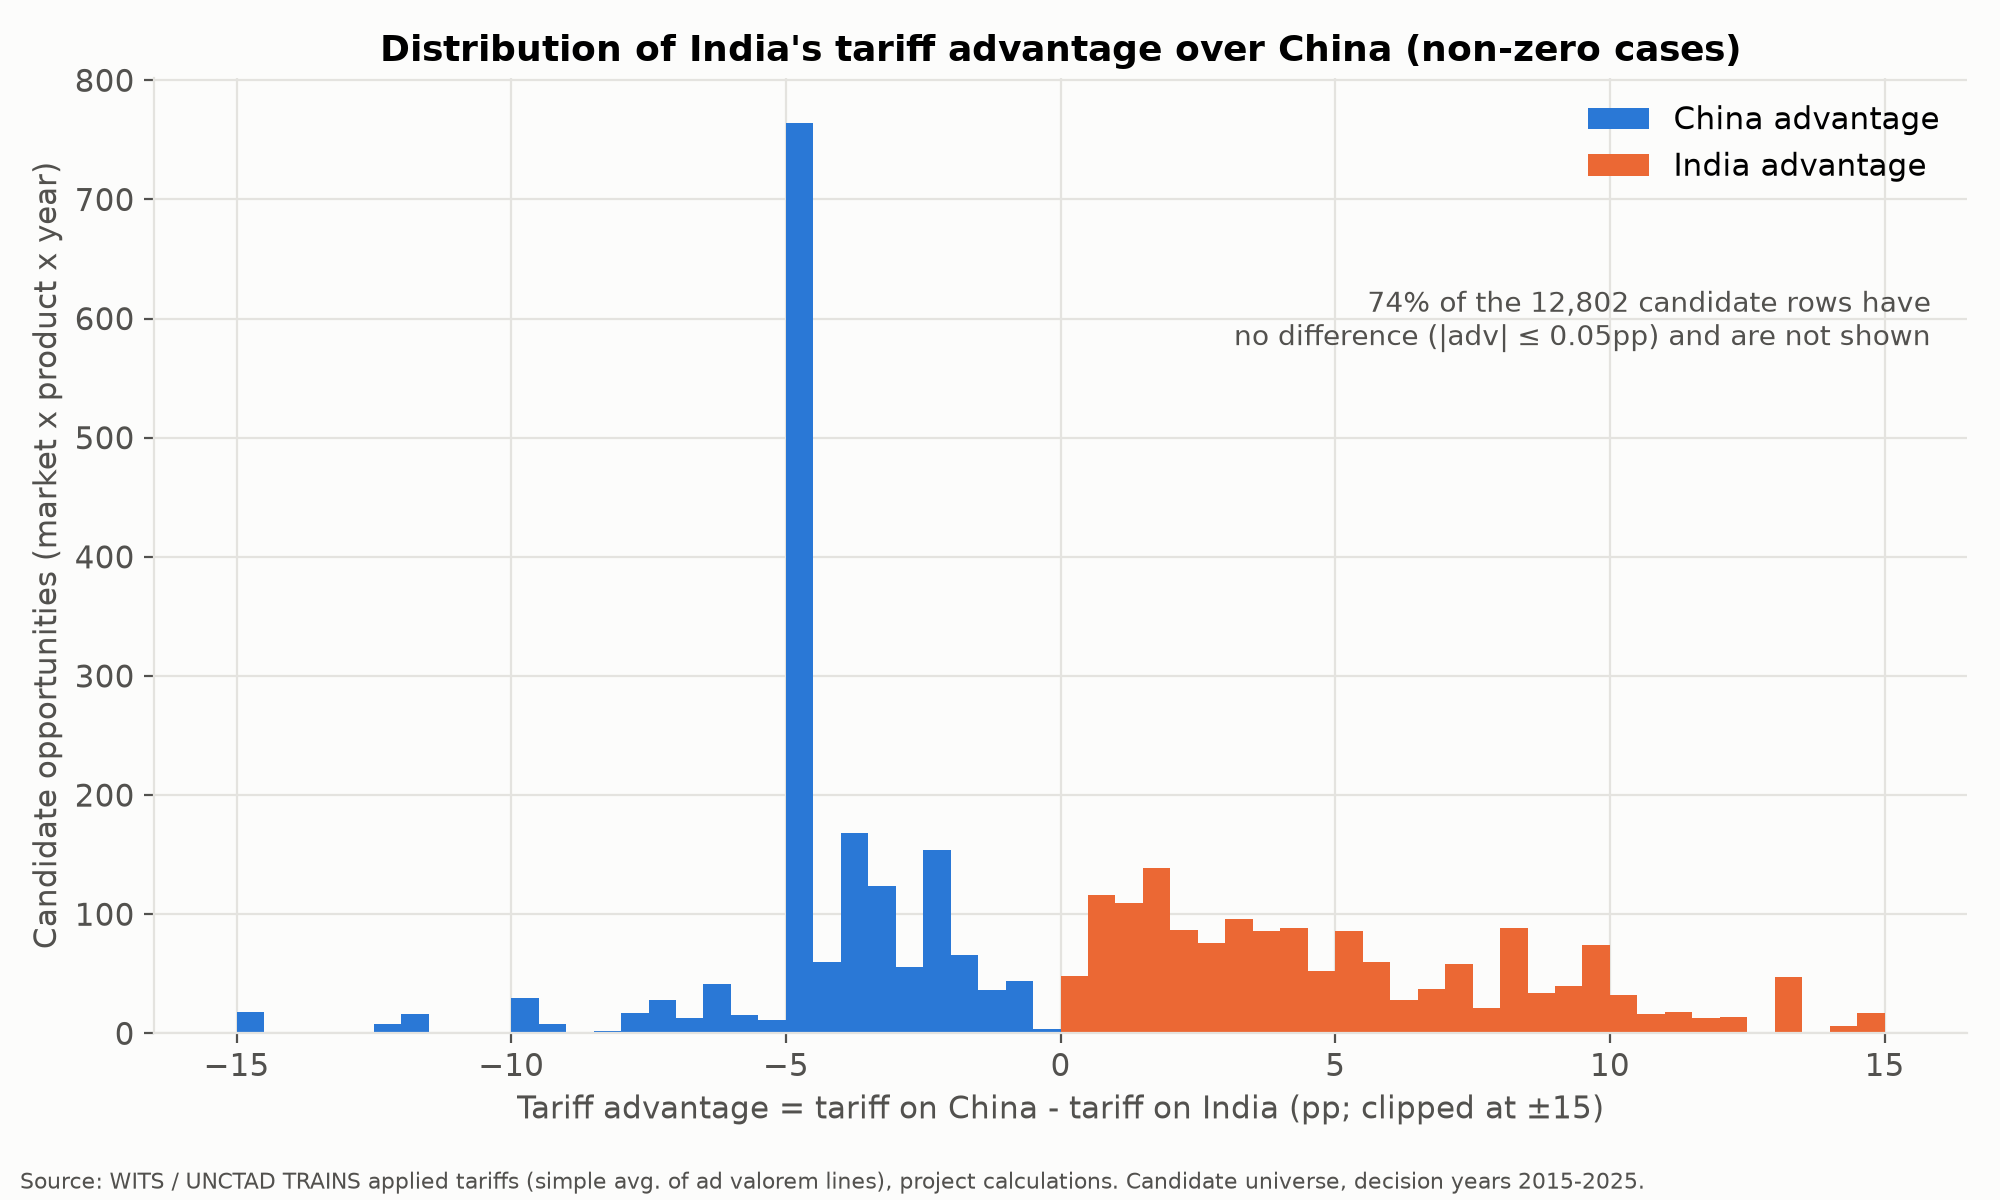 Distribution of India's tariff advantage over China (non-zero cases)
800
700
600
500
400
300
200
100
0
Candidate opportunities (market x product x year)
China advantage
India advantage
74% of the 12,802 candidate rows have
no difference (|adv| ≤ 0.05pp) and are not shown
−15
−10
−5
0
5
10
15
Tariff advantage = tariff on China - tariff on India (pp; clipped at ±15)
Source: WITS / UNCTAD TRAINS applied tariffs (simple avg. of ad valorem lines), project calculations. Candidate universe, decision years 2015-2025.